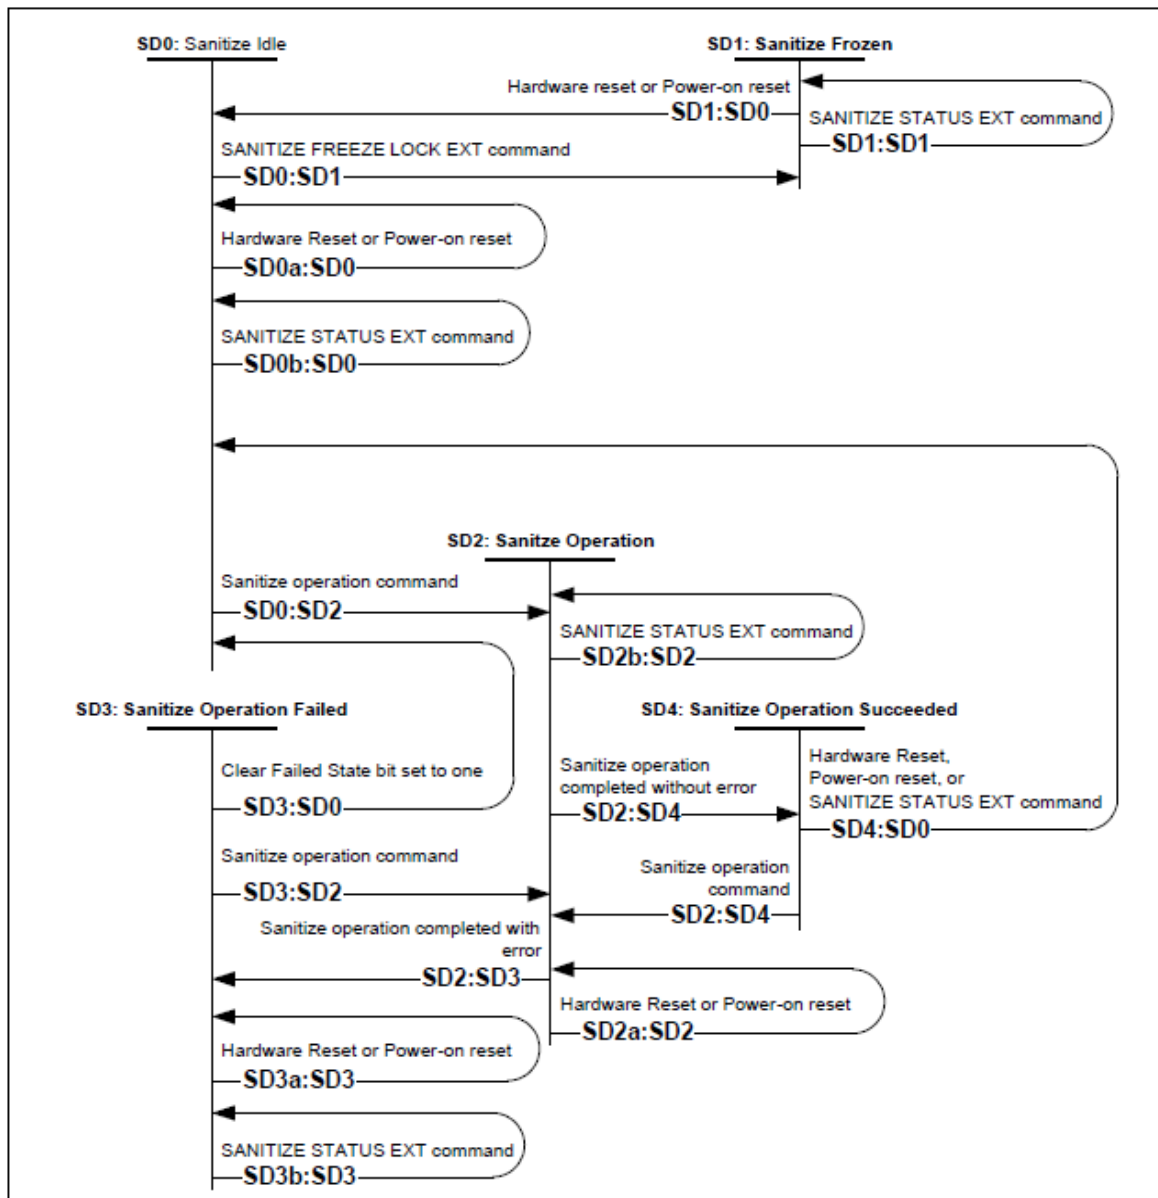 SD0: Sanitize Idle
SD1: Sanitize Frozen
Hardware reset or Power-on reset
SD1:SD0
SANITIZE STATUS EXT command
SD1:SD1
SANITIZE FREEZE LOCK EXT command
SD0:SD1
Hardware Reset or Power-on reset
SD0a:SD0
SANITIZE STATUS EXT command
SD0b:SD0
SD2: Sanitze Operation
Sanitize operation command
SD0:SD2
SANITIZE STATUS EXT command
SD2b:SD2
SD3: Sanitize Operation Failed
SD4: Sanitize Operation Succeeded
Clear Failed State bit set to one
SD3:SD0
Sanitize operation
completed without error
SD2:SD4
Hardware Reset,
Power-on reset, or
SANITIZE STATUS EXT command
SD4:SD0
Sanitize operation command
SD3:SD2
Sanitize operation
command
SD2:SD4
Sanitize operation completed with
error
SD2:SD3
Hardware Reset or Power-on reset
SD2a:SD2
Hardware Reset or Power-on reset
SD3a:SD3
SANITIZE STATUS EXT command
SD3b:SD3